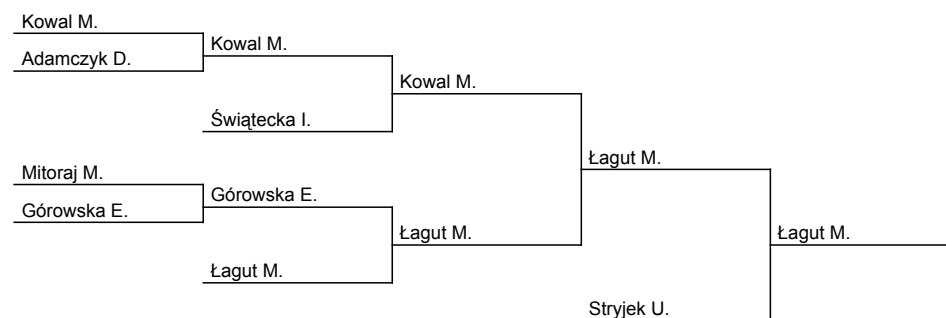 Kowal M.
Adamczyk D.
Kowal M.
Kowal M.
Świątecka I.
Łagut M.
Mitoraj M.
Górowska E.
Górowska E.
Łagut M.
Łagut M.
Łagut M.
Stryjek U.